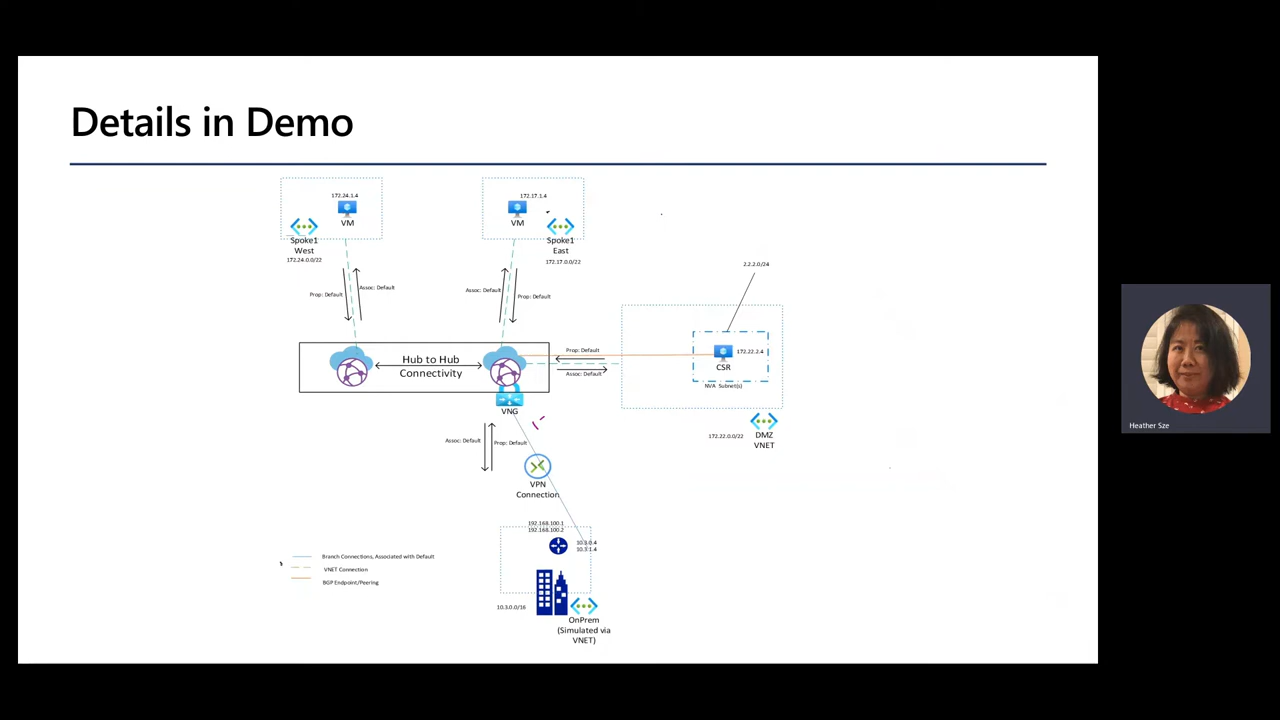 Details in Demo
172.24.1.4
VM
Spoke1
West
172.24.0.0/22
172.17.1.4
VM
Spoke1
East
172.17.0.0/22
2.2.2.0/24
Prop: Default
Assoc: Default
Assoc: Default
Prop: Default
Hub to Hub
Connectivity
Prop: Default
Assoc: Default
172.22.2.4
CSR
NVA Subnet(s)
VNG
172.22.0.0/22
DMZ
VNET
Assoc: Default
Prop: Default
VPN
Connection
192.168.100.1
192.168.100.2
10.3.0.4
10.3.1.4
Branch Connections, Associated with Default
VNET Connection
BGP Endpoint/Peering
10.3.0.0/16
OnPrem
(Simulated via
VNET)
Heather Sze